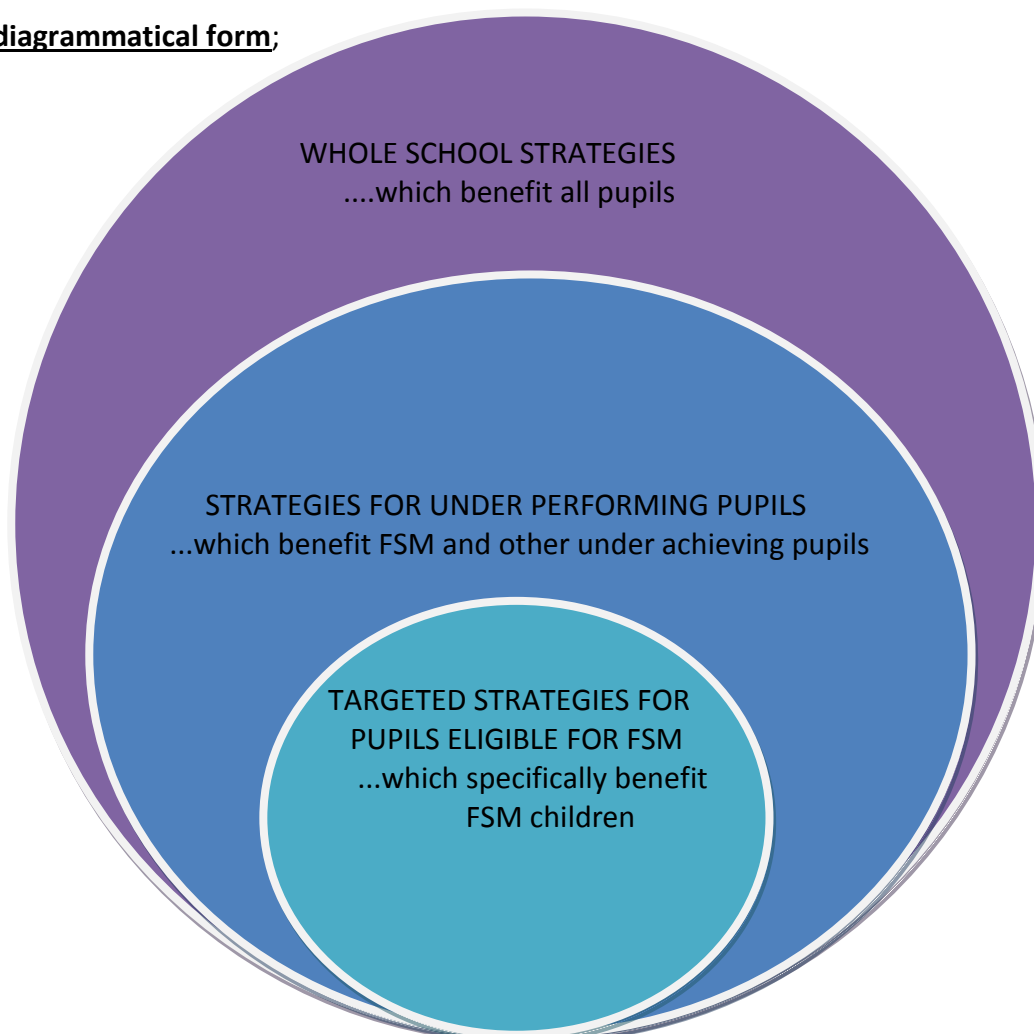 diagrammatical form;
WHOLE SCHOOL STRATEGIES
....which benefit all pupils
STRATEGIES FOR UNDER PERFORMING PUPILS
...which benefit FSM and other under achieving pupils
TARGETED STRATEGIES FOR
PUPILS ELIGIBLE FOR FSM
...which specifically benefit
FSM children